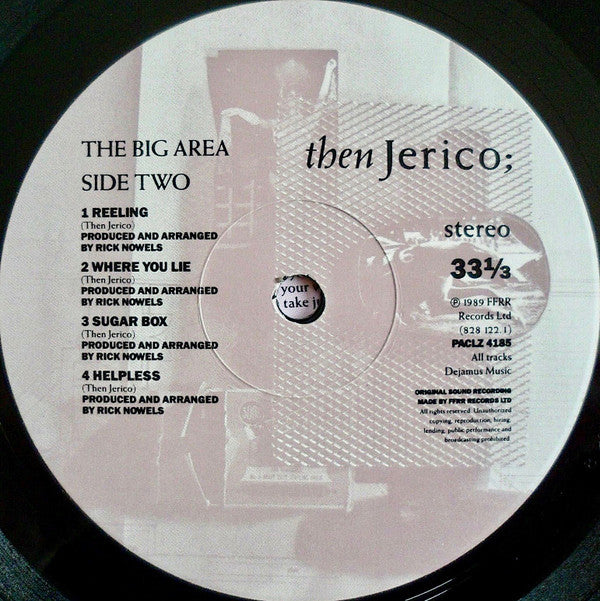 THE BIG AREA
SIDE TWO
1 REELING
(Then Jerico)
PRODUCED AND ARRANGED
BY RICK NOWELS
2 WHERE YOU LIE
(Then Jerico)
PRODUCED AND ARRANGED
BY RICK NOWELS
3 SUGAR BOX
(Then Jerico)
PRODUCED AND ARRANGED
BY RICK NOWELS
4 HELPLESS
(Then Jerico)
PRODUCED AND ARRANGED
BY RICK NOWELS
then Jerico;
stereo
33⅓
℗ 1989 FFRR
Records Ltd
(828 122.1)
PACLZ 4185
All tracks
Dejamus Music
ORIGINAL SOUND RECORDING
MADE BY FFRR RECORDS LTD
All rights reserved. Unauthorized
copying, reproduction, hiring,
lending, public performance and
broadcasting prohibited.
your
take